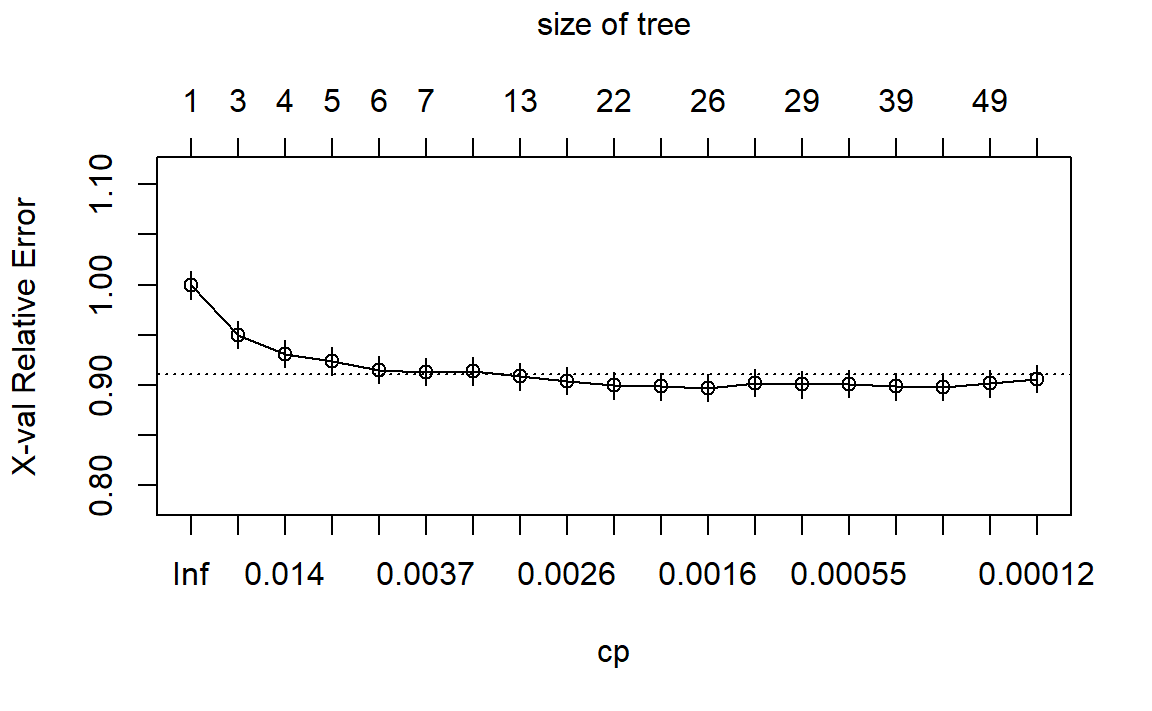 size of tree
1 3 4 5 6 7 13 22 26 29 39 49
X-val Relative Error
1.10
1.00
0.90
0.80
Inf 0.014 0.0037 0.0026 0.0016 0.00055 0.00012
cp